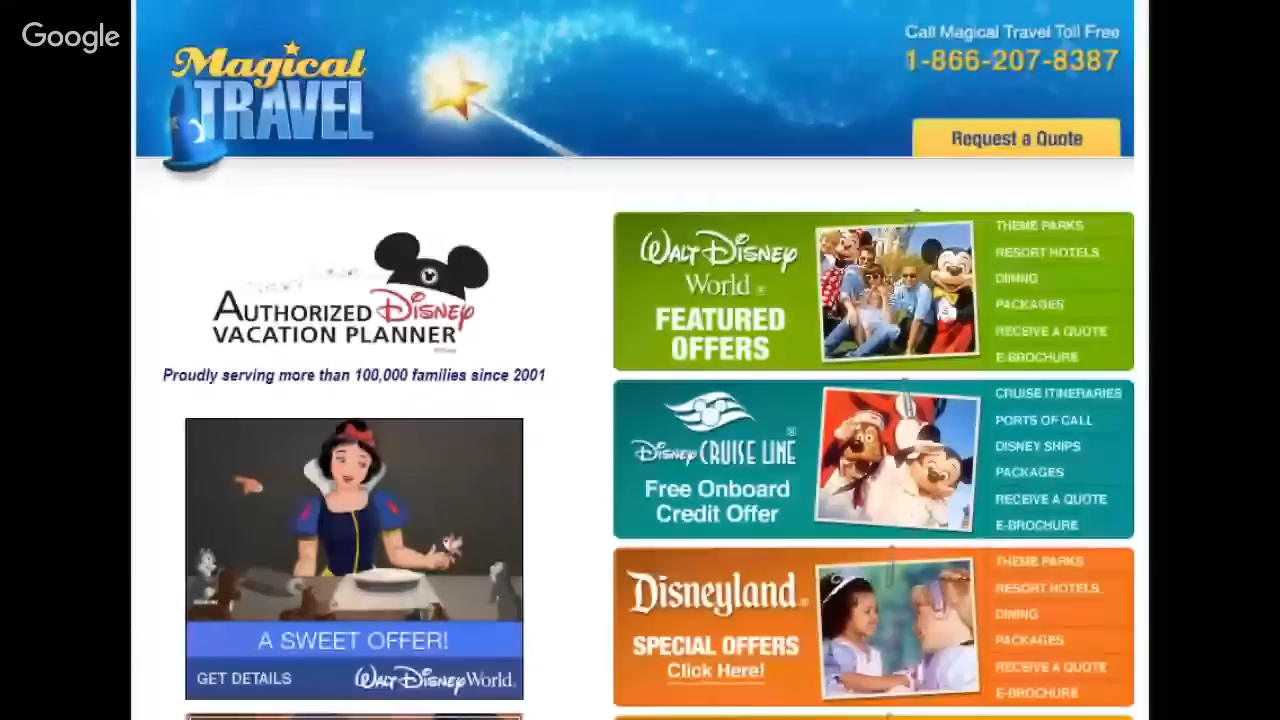 Google
Magical
TRAVEL
Call Magical Travel Toll Free
1-866-207-8387
Request a Quote
AUTHORIZED Disney
VACATION PLANNER
Proudly serving more than 100,000 families since 2001
A SWEET OFFER!
GET DETAILS
WALT DISNEY World.
WALT DISNEY
World ®
FEATURED
OFFERS
THEME PARKS
RESORT HOTELS
DINING
PACKAGES
RECEIVE A QUOTE
E-BROCHURE
DISNEY CRUISE LINE ®
Free Onboard
Credit Offer
CRUISE ITINERARIES
PORTS OF CALL
DISNEY SHIPS
PACKAGES
RECEIVE A QUOTE
E-BROCHURE
Disneyland ®
SPECIAL OFFERS
Click Here!
THEME PARKS
RESORT HOTELS
DINING
PACKAGES
RECEIVE A QUOTE
E-BROCHURE